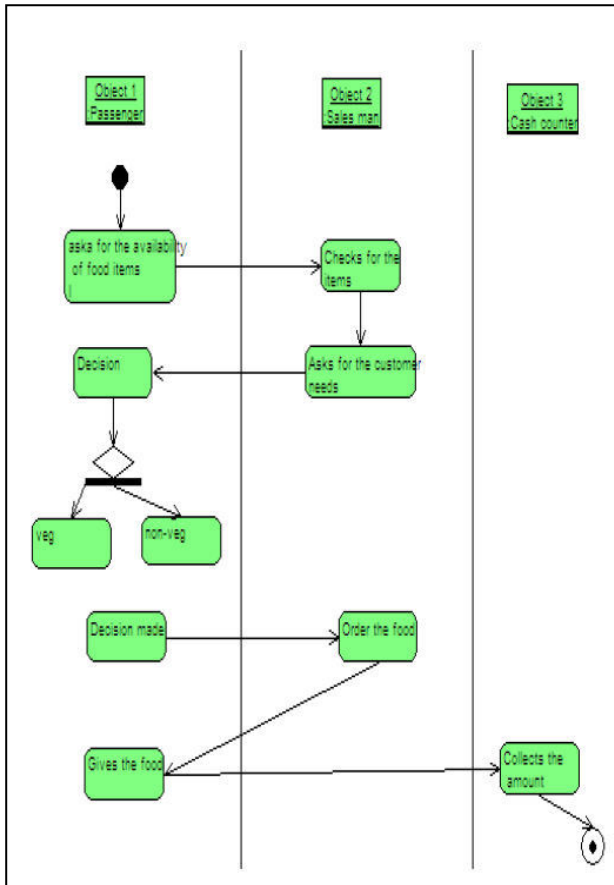 Object 1
:Passenger
Object 2
:Sales man
Object 3
:Cash counter
aska for the availability
of food items
l
Checks for the
items
Decision
Asks for the customer
needs
veg
non-veg
Decision made
Order the food
Gives the food
Collects the
amount